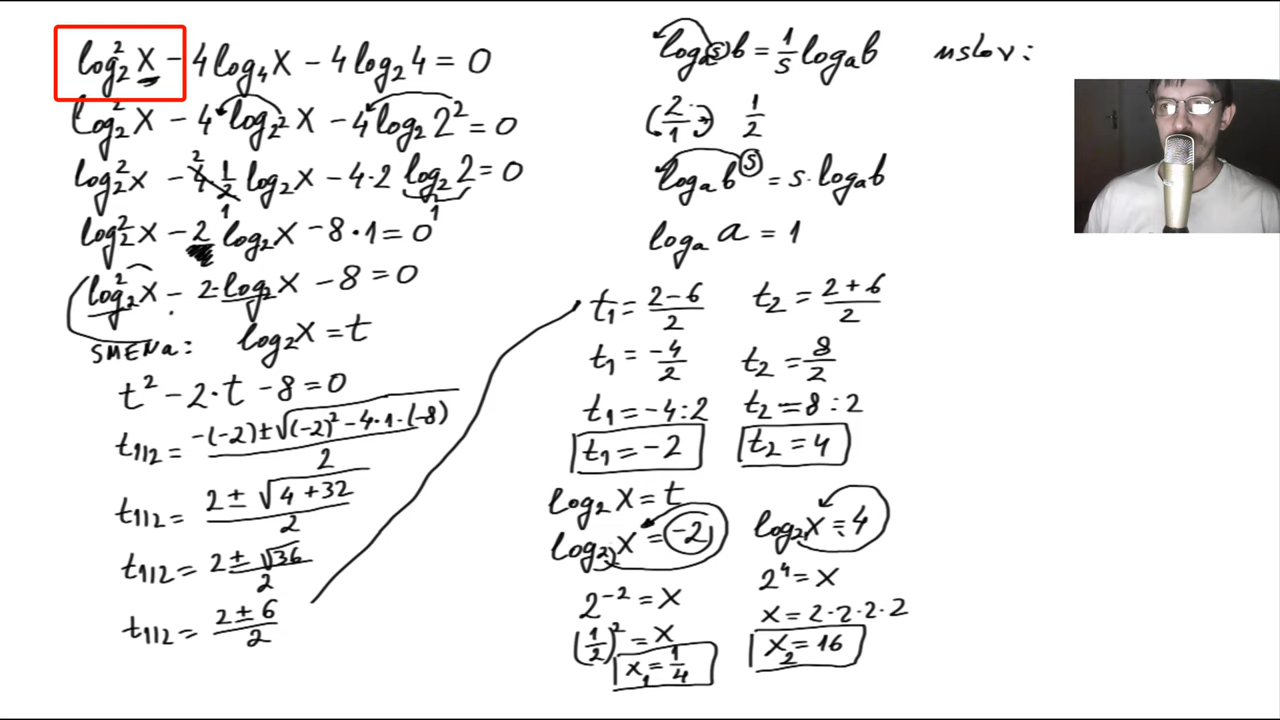 log₂²x - 4log₄x - 4log₂4 = 0
log₂²x - 4log₂²x - 4log₂2² = 0
log₂²x - 4 2 1/2 1 log₂x - 4·2 log₂2 = 0
1
log₂²x - 2 log₂x - 8·1 = 0
log₂²x - 2·log₂x - 8 = 0
SMENa: log₂x = t
t² - 2·t - 8 = 0
t1/2 = (-(-2) ± √((-2)² - 4·1·(-8)))/2
t1/2 = (2 ± √(4+32))/2
t1/2 = (2 ± √36)/2
t1/2 = (2 ± 6)/2
logₐs b = 1/s logₐb
(2/1) 1/2
logₐb^s = s·logₐb
logₐa = 1
t₁ = (2-6)/2 t₂ = (2+6)/2
t₁ = -4/2 t₂ = 8/2
t₁ = -4:2 t₂ = 8:2
t₁ = -2 t₂ = 4
log₂x = t
log₂x = -2 log₂x = 4
2⁻² = x 2⁴ = x
(1/2)² = x x = 2·2·2·2
x₁ = 1/4 x₂ = 16